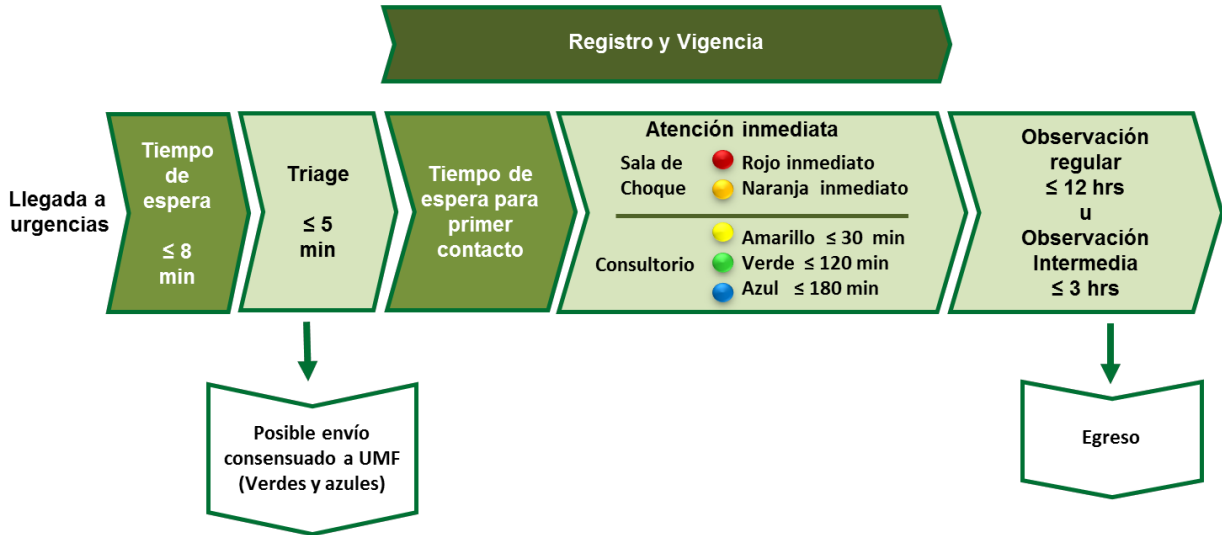 Registro y Vigencia
Llegada a
urgencias
Tiempo
de
espera
≤ 8
min
Triage
≤ 5
min
Tiempo de
espera para
primer
contacto
Atención inmediata
Sala de
Choque
Rojo inmediato
Naranja inmediato
Consultorio
Amarillo ≤ 30 min
Verde ≤ 120 min
Azul ≤ 180 min
Observación
regular
≤ 12 hrs
u
Observación
Intermedia
≤ 3 hrs
Posible envío
consensuado a UMF
(Verdes y azules)
Egreso